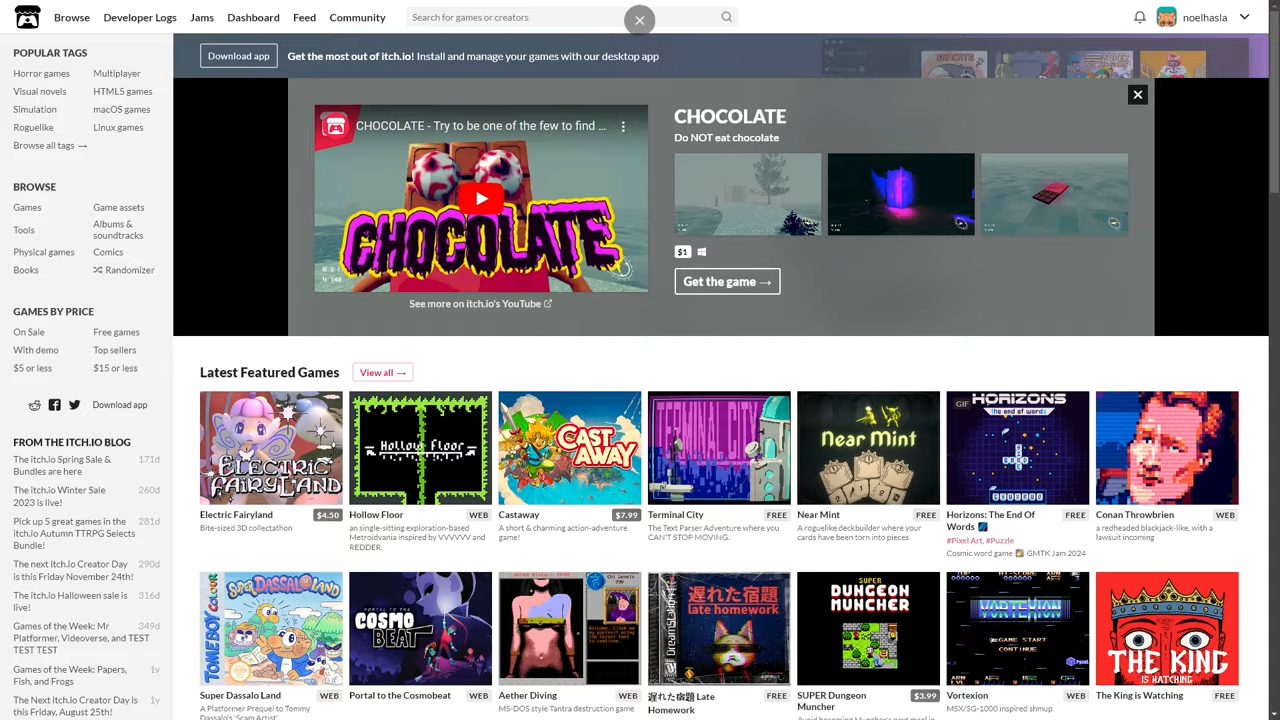 Browse
Developer Logs
Jams
Dashboard
Feed
Community
Search for games or creators
noelhasla
POPULAR TAGS
Horror games
Multiplayer
Visual novels
HTML5 games
Simulation
macOS games
Roguelike
Linux games
Browse all tags →
BROWSE
Games
Game assets
Tools
Albums &
soundtracks
Physical games
Comics
Books
Randomizer
GAMES BY PRICE
On Sale
Free games
With demo
Top sellers
$5 or less
$15 or less
Download app
FROM THE ITCH.IO BLOG
The itch.io Spring Sale &
Bundles are here
171d
The itch.io Winter Sale
2023 is live!
260d
Pick up 5 great games in the
itch.io Autumn TTRPG Selects
Bundle!
281d
The next itch.io Creator Day
is this Friday November 24th!
290d
The itch.io Halloween sale is
live!
316d
Games of the Week: Mr
Platformer, Videoverse, and TEST
TEST TEST
349d
Games of the Week: Papers,
Fish, and Frogs
1y
The Next itch.io Creator Day is
this Friday, August 25th!
1y
Download app
Get the most out of itch.io! Install and manage your games with our desktop app
CHOCOLATE - Try to be one of the few to find ...
CHOCOLATE
See more on itch.io's YouTube
CHOCOLATE
Do NOT eat chocolate
$1
Get the game →
Latest Featured Games
View all →
ELECTRIC
FAIRYLAND
Electric Fairyland
$4.50
Bite-sized 3D collectathon
Hollow Floor
Hollow Floor
WEB
an single-sitting exploration-based
Metroidvania inspired by VVVVVV and
REDDER.
CAST
AWAY
Castaway
$7.99
A short & charming action-adventure
game!
TERMINAL CITY
Terminal City
FREE
The Text Parser Adventure where you
CAN'T STOP MOVING.
Near Mint
Near Mint
FREE
A roguelike deckbuilder where your
cards have been torn into pieces
GIF
HORIZONS
the end of words
Horizons: The End Of
Words
FREE
#Pixel Art, #Puzzle
Cosmic word game
GMTK Jam 2024
Conan Throwbrien
WEB
a redheaded blackjack-like, with a
lawsuit incoming
SUPER DASSALO LAND
Super Dassalo Land
WEB
A Platformer Prequel to Tommy
Dassalo's 'Scam Artist'
PORTAL TO THE
COSMO
BEAT
Portal to the Cosmobeat
WEB
Aether Diving
WEB
MS-DOS style Tantra destruction game
遅れた宿題
late homework
遅れた宿題 Late
Homework
FREE
SUPER
DUNGEON
MUNCHER
SUPER Dungeon
Muncher
$3.99
VORTEXION
GAME START
CONTINUE
Vortexion
WEB
MSX/SG-1000 inspired shmup
THE KING
IS WATCHING
The King is Watching
FREE